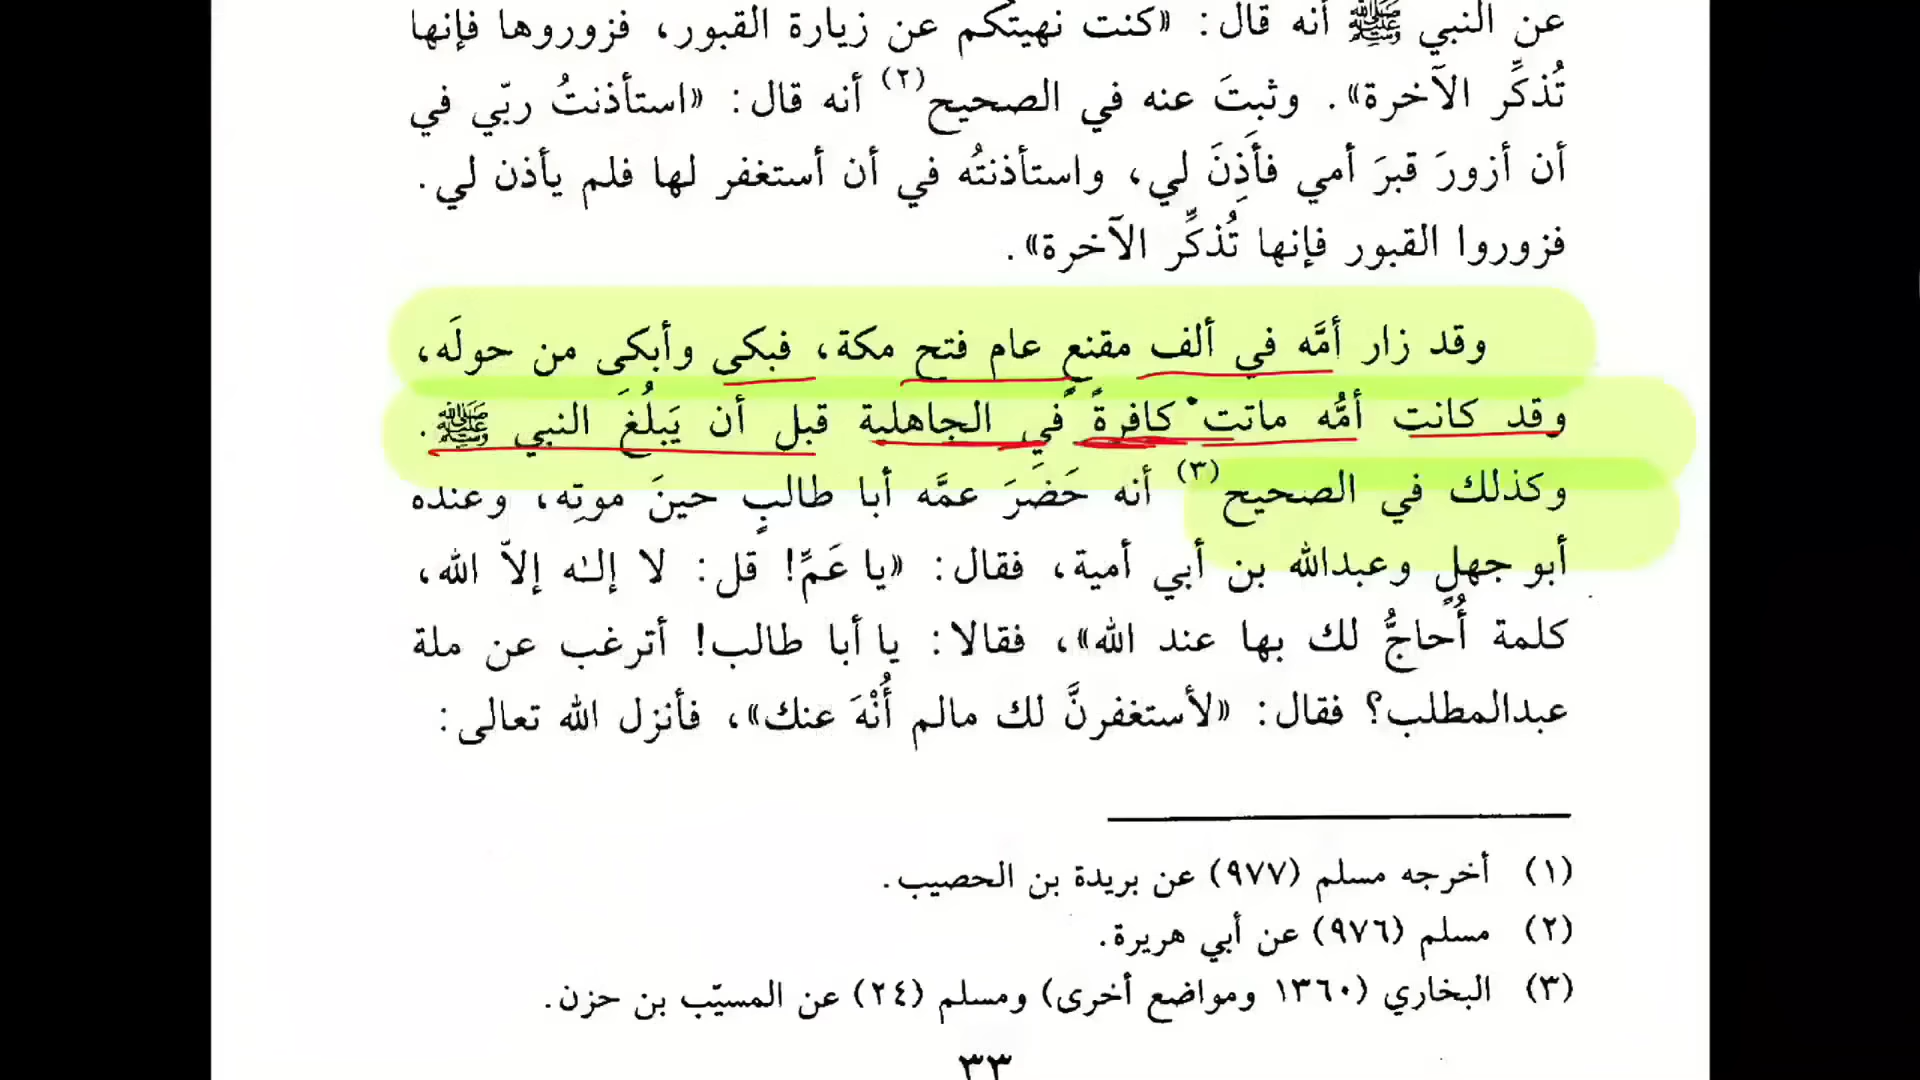 عن النبي ﷺ أنه قال: «كنت نهيتكم عن زيارة القبور، فزوروها فإنها
تُذكِّر الآخرة». وثبتَ عنه في الصحيح(٢) أنه قال: «استأذنتُ ربّي في
أن أزورَ قبرَ أمي فأَذِنَ لي، واستأذنتُه في أن أستغفر لها فلم يأذن لي.
فزوروا القبور فإنها تُذكِّر الآخرة».
وقد زار أمَّه في ألف مقنعٍ عام فتح مكة، فبكى وأبكى من حولَه،
وقد كانت أمُّه ماتت كافرةً في الجاهلية قبل أن يَبلُغَ النبي ﷺ.
وكذلك في الصحيح(٣) أنه حَضَرَ عمَّه أبا طالبٍ حينَ موتِه، وعنده
أبو جهلٍ وعبدالله بن أبي أمية، فقال: «يا عَمِّ! قل: لا إلـٰه إلاّ الله،
كلمة أُحاجُّ لك بها عند الله»، فقالا: يا أبا طالب! أترغب عن ملة
عبدالمطلب؟ فقال: «لأستغفرنَّ لك مالم أُنْهَ عنك»، فأنزل الله تعالى:
(١) أخرجه مسلم (٩٧٧) عن بريدة بن الحصيب.
(٢) مسلم (٩٧٦) عن أبي هريرة.
(٣) البخاري (١٣٦٠ ومواضع أخرى) ومسلم (٢٤) عن المسيّب بن حزن.
٣٣